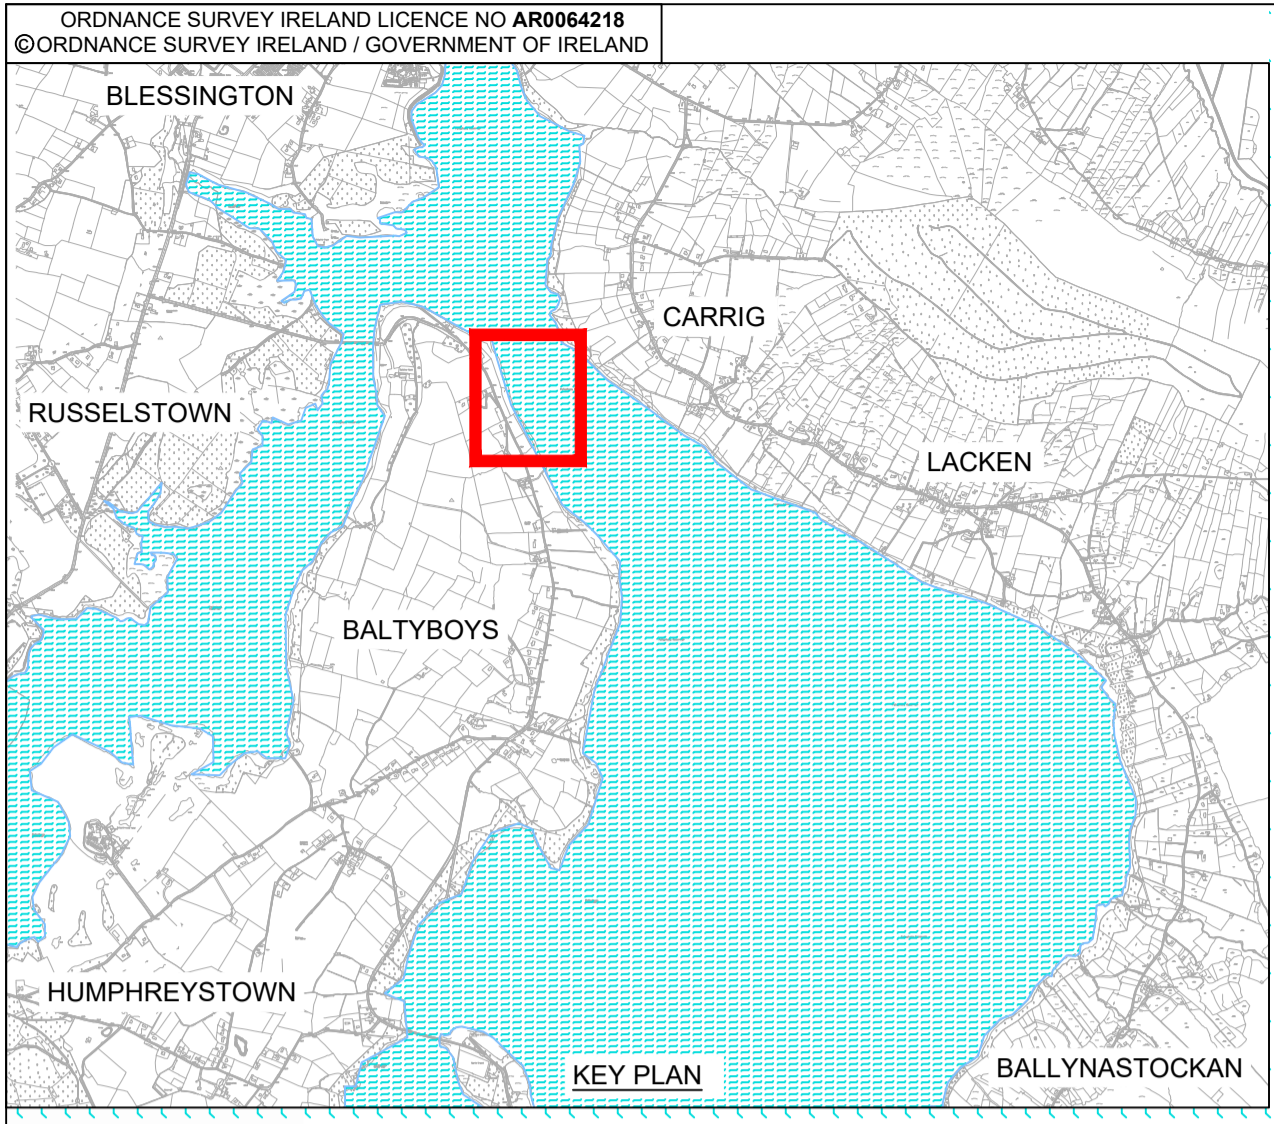 ORDNANCE SURVEY IRELAND LICENCE NO AR0064218
©ORDNANCE SURVEY IRELAND / GOVERNMENT OF IRELAND
BLESSINGTON
CARRIG
RUSSELSTOWN
LACKEN
BALTYBOYS
HUMPHREYSTOWN
BALLYNASTOCKAN
KEY PLAN